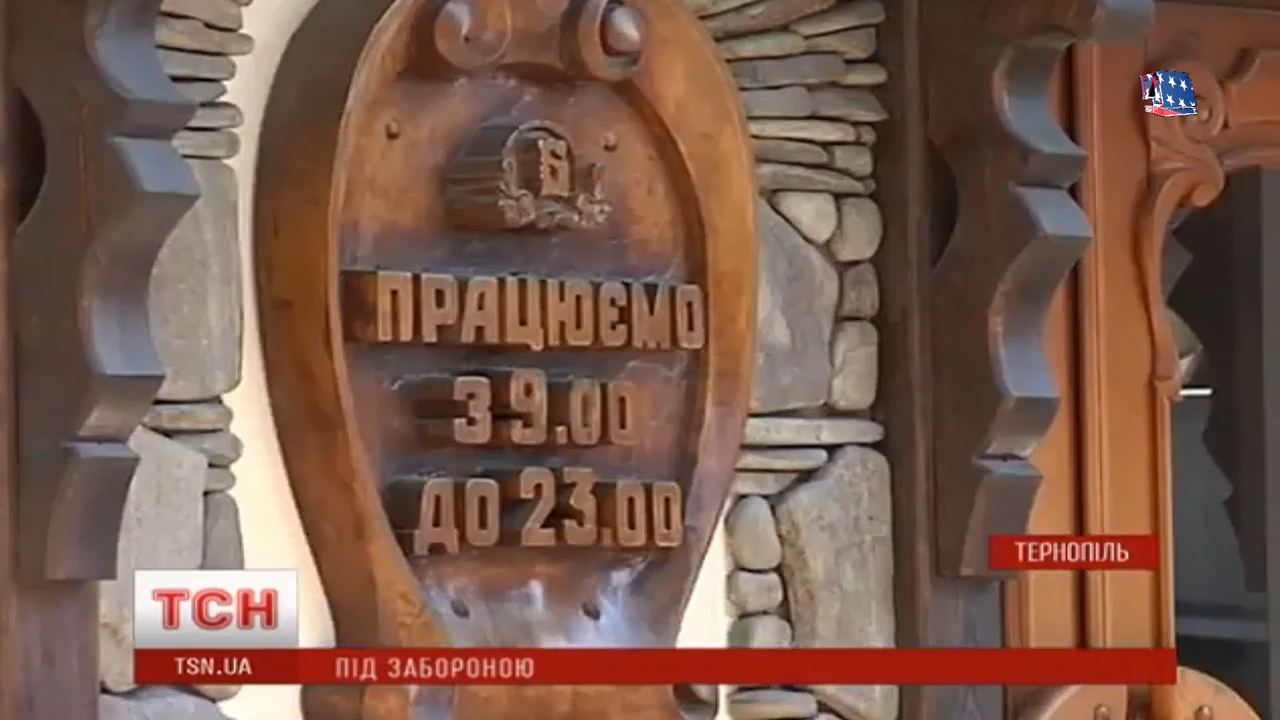 Б
ПРАЦЮЄМО
З 9.00
ДО 23.00
ТЕРНОПІЛЬ
ТСН
TSN.UA
ПІД ЗАБОРОНОЮ